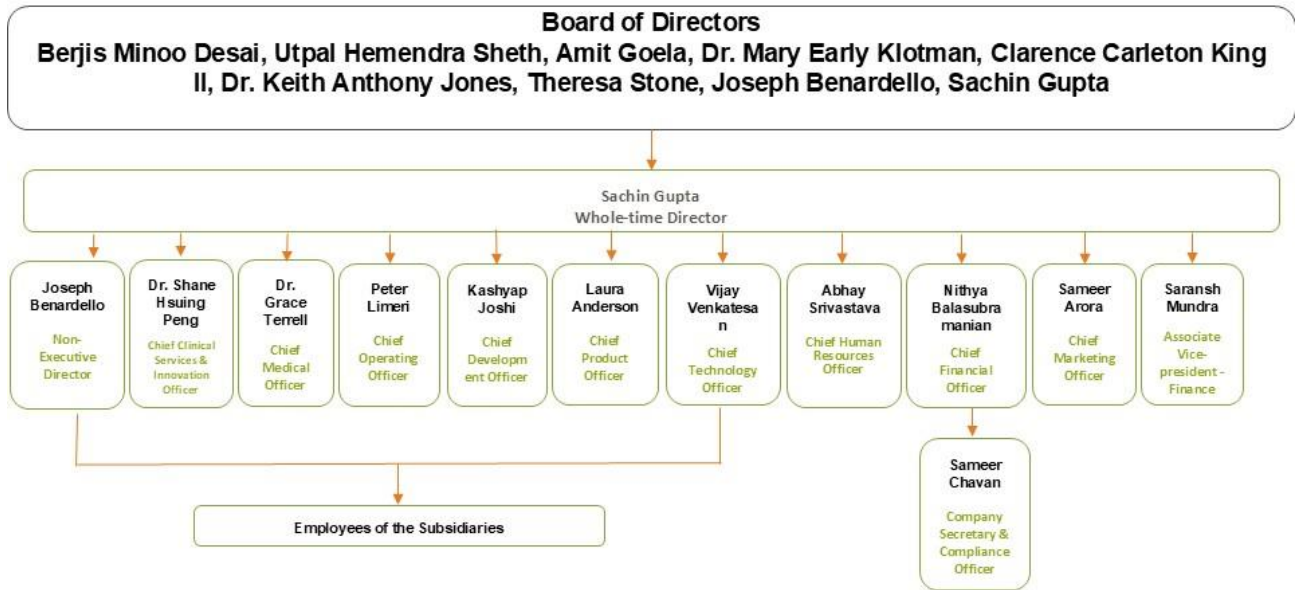 Board of Directors
Berjis Minoo Desai, Utpal Hemendra Sheth, Amit Goela, Dr. Mary Early Klotman, Clarence Carleton King
II, Dr. Keith Anthony Jones, Theresa Stone, Joseph Benardello, Sachin Gupta
Sachin Gupta
Whole-time Director
Joseph
Benardello
Non-
Executive
Director
Dr. Shane
Hsuing
Peng
Chief Clinical
Services &
Innovation
Officer
Dr.
Grace
Terrell
Chief
Medical
Officer
Peter
Limeri
Chief
Operating
Officer
Kashyap
Joshi
Chief
Developm
ent Officer
Laura
Anderson
Chief
Product
Officer
Vijay
Venkatesa
n
Chief
Technology
Officer
Abhay
Srivastava
Chief Human
Resources
Officer
Nithya
Balasubra
manian
Chief
Financial
Officer
Sameer
Arora
Chief
Marketing
Officer
Saransh
Mundra
Associate
Vice-
president -
Finance
Sameer
Chavan
Company
Secretary &
Compliance
Officer
Employees of the Subsidiaries